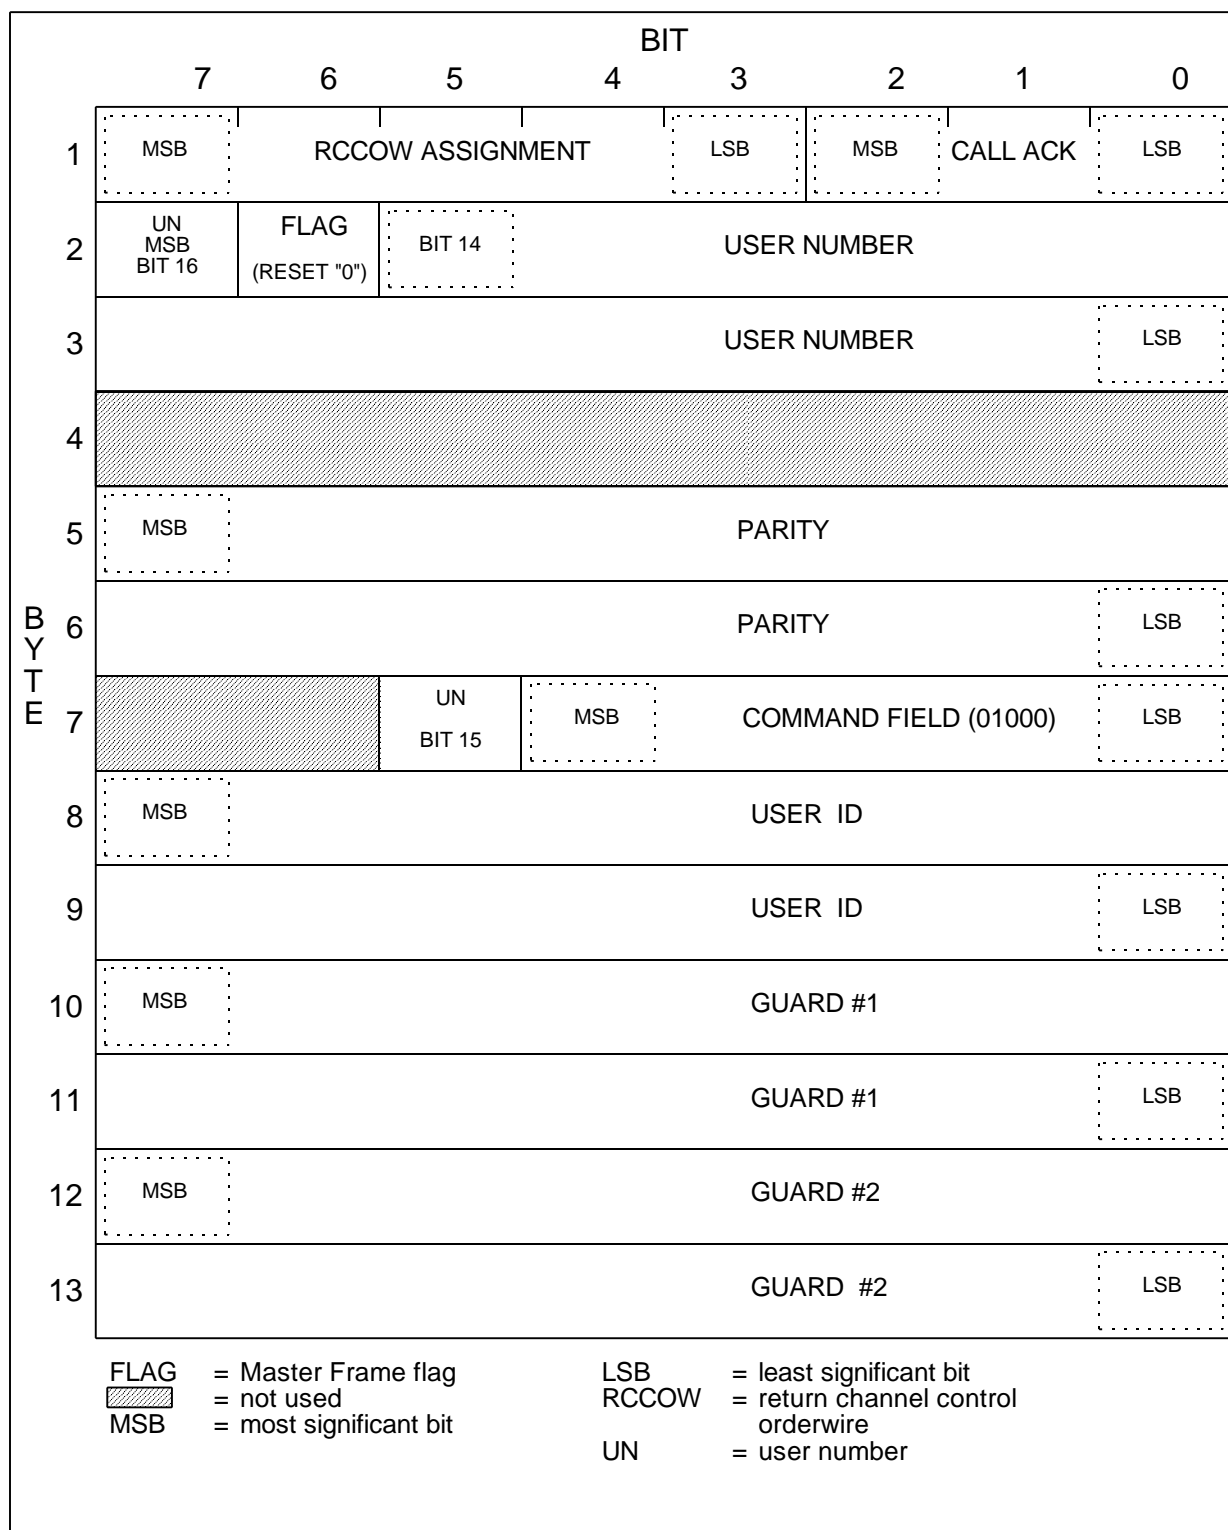 BIT
7 6 5 4 3 2 1 0
1 MSB RCCOW ASSIGNMENT LSB MSB CALL ACK LSB
2 UN MSB BIT 16 FLAG (RESET "0") BIT 14 USER NUMBER
3 USER NUMBER LSB
4
5 MSB PARITY
BYTE
6 PARITY LSB
7 UN BIT 15 MSB COMMAND FIELD (01000) LSB
8 MSB USER ID
9 USER ID LSB
10 MSB GUARD #1
11 GUARD #1 LSB
12 MSB GUARD #2
13 GUARD #2 LSB
FLAG = Master Frame flag
= not used
MSB = most significant bit
LSB = least significant bit
RCCOW = return channel control
orderwire
UN = user number